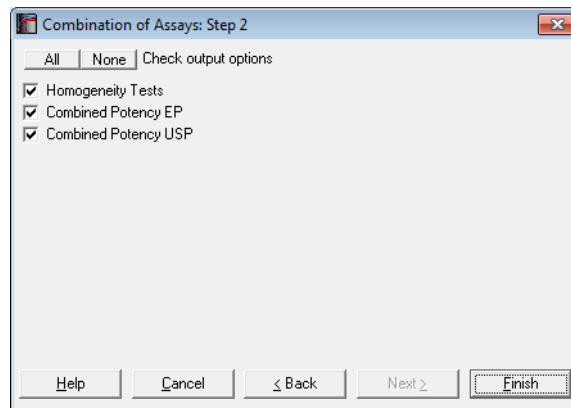 Combination of Assays: Step 2
All None Check output options
Homogeneity Tests
Combined Potency EP
Combined Potency USP
Help Cancel < Back Next > Finish